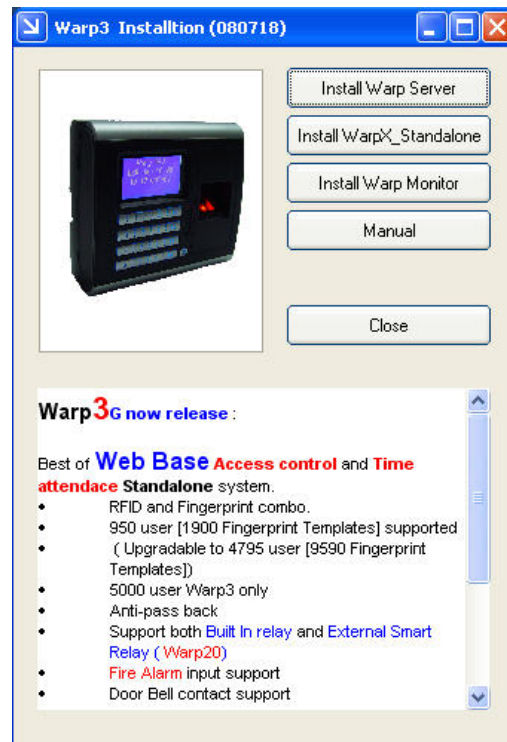 Warp3 Installtion (080718)
Install Warp Server
Install WarpX_Standalone
Install Warp Monitor
Manual
Close
Warp3G now release :
Best of Web Base Access control and Time
attendace Standalone system.
• RFID and Fingerprint combo.
• 950 user [1900 Fingerprint Templates] supported
• ( Upgradable to 4795 user [9590 Fingerprint
Templates])
• 5000 user Warp3 only
• Anti-pass back
• Support both Built In relay and External Smart
Relay ( Warp20)
• Fire Alarm input support
• Door Bell contact support